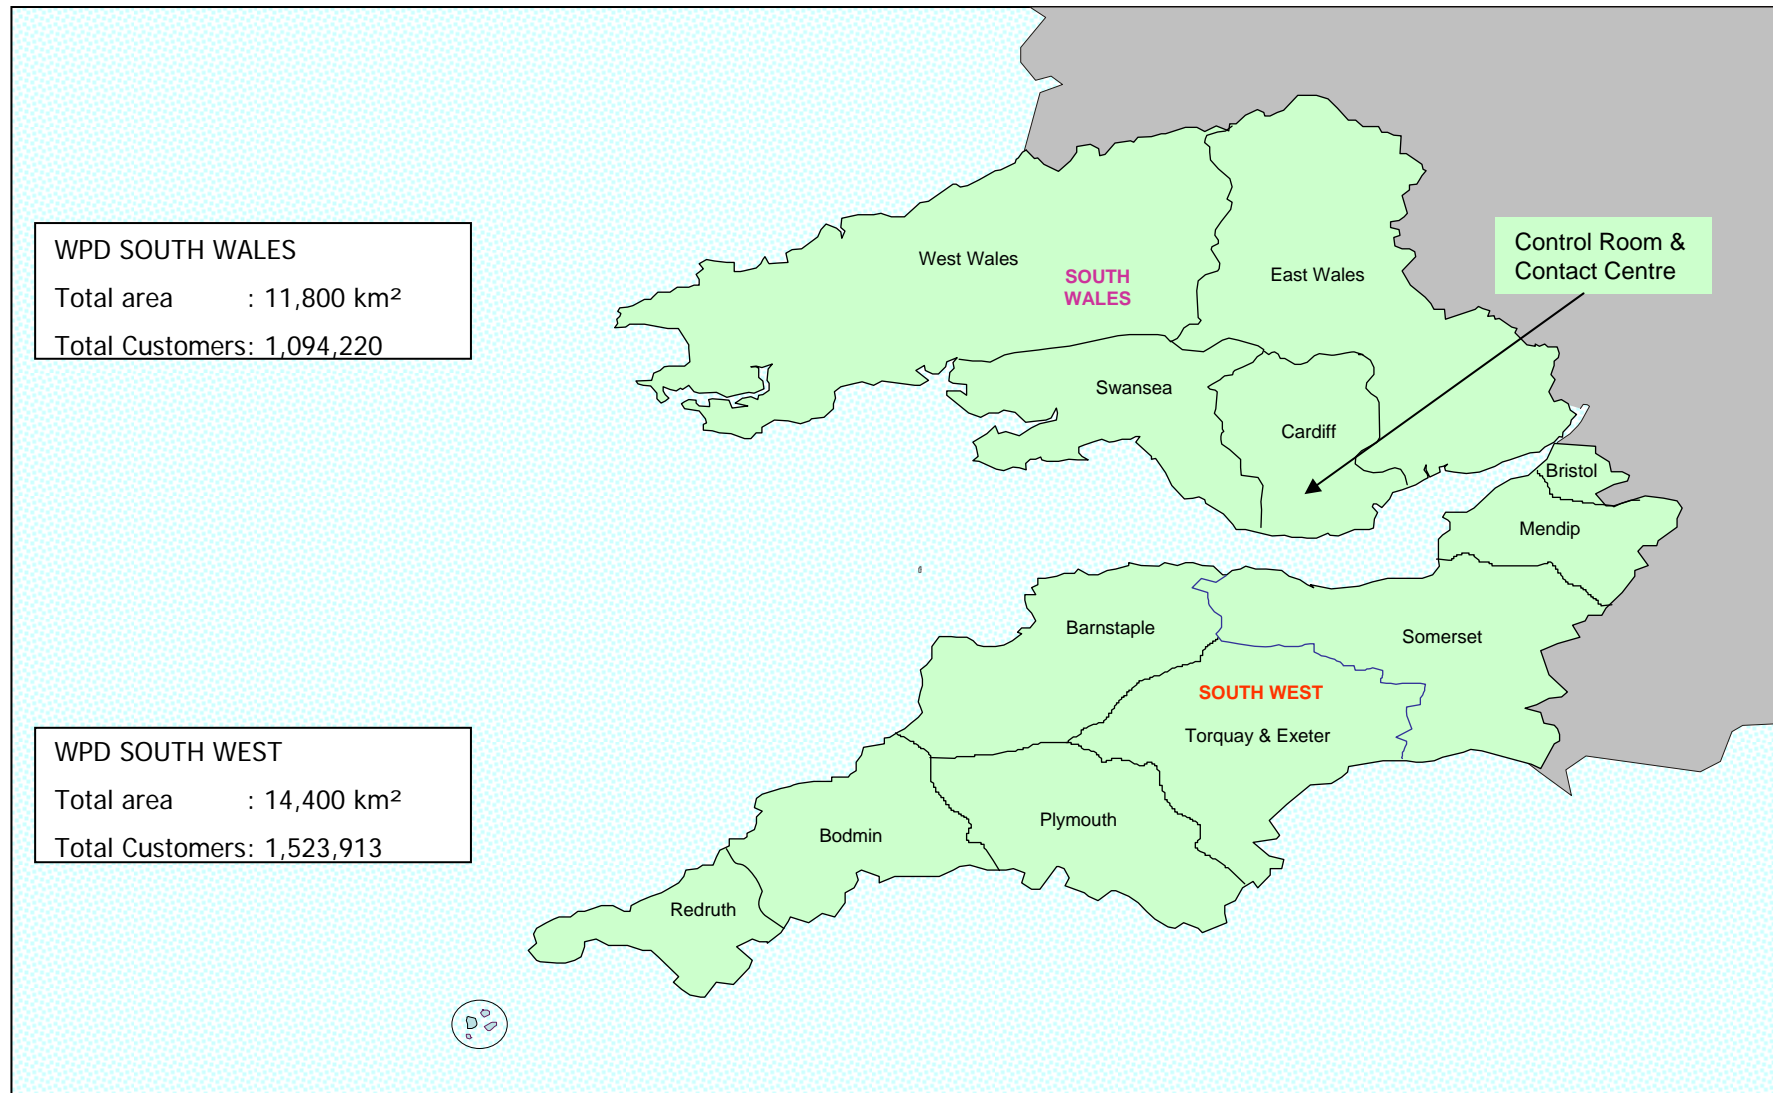 WPD SOUTH WALES
Total area : 11,800 km²
Total Customers: 1,094,220
West Wales
SOUTH
WALES
East Wales
Control Room &
Contact Centre
Swansea
Cardiff
Bristol
Mendip
Barnstaple
Somerset
SOUTH WEST
Torquay & Exeter
WPD SOUTH WEST
Total area : 14,400 km²
Total Customers: 1,523,913
Plymouth
Bodmin
Redruth